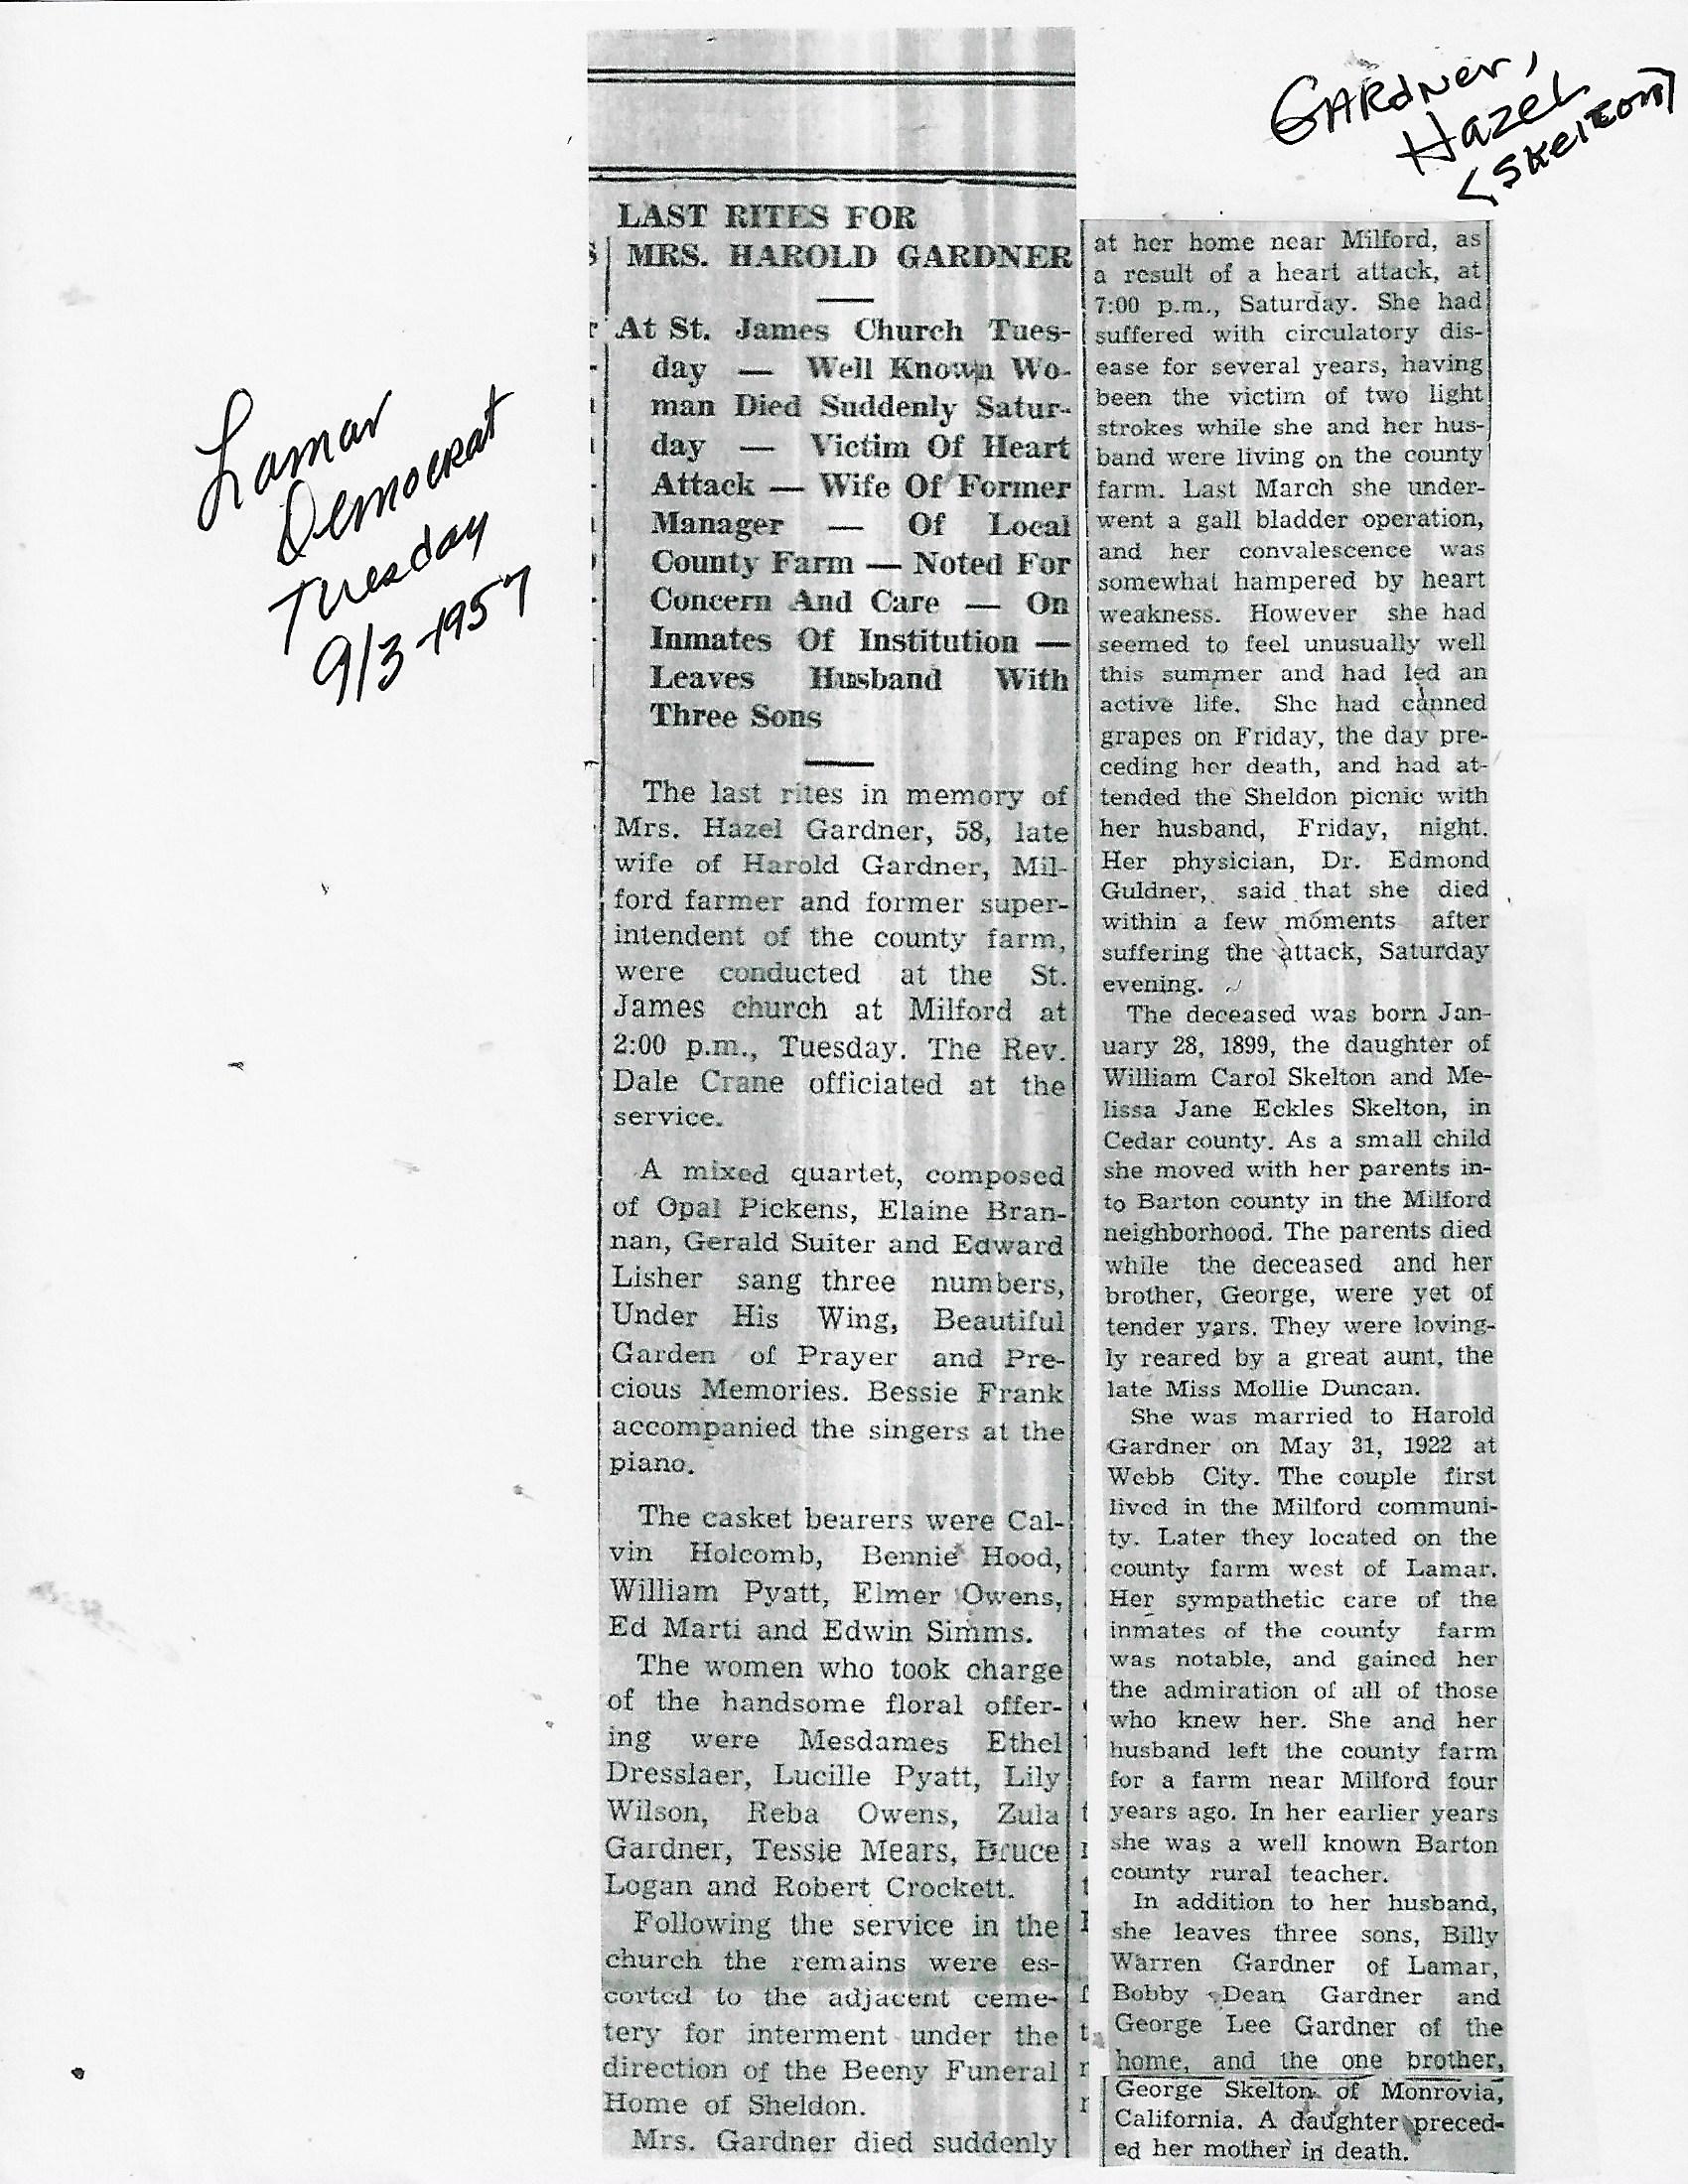 GARdNer,
Hazel
(SkelTON)
Lamar
Democrat
Tuesday
9/3-1957
LAST RITES FOR
MRS. HAROLD GARDNER
At St. James Church Tues-
day — Well Known Wo-
man Died Suddenly Satur-
day — Victim Of Heart
Attack — Wife Of Former
Manager — Of Local
County Farm — Noted For
Concern And Care — On
Inmates Of Institution —
Leaves Husband With
Three Sons
The last rites in memory of
Mrs. Hazel Gardner, 58, late
wife of Harold Gardner, Mil-
ford farmer and former super-
intendent of the county farm,
were conducted at the St.
James church at Milford at
2:00 p.m., Tuesday. The Rev.
Dale Crane officiated at the
service.
A mixed quartet, composed
of Opal Pickens, Elaine Bran-
nan, Gerald Suiter and Edward
Lisher sang three numbers,
Under His Wing, Beautiful
Garden of Prayer and Pre-
cious Memories. Bessie Frank
accompanied the singers at the
piano.
The casket bearers were Cal-
vin Holcomb, Bennie Hood,
William Pyatt, Elmer Owens,
Ed Marti and Edwin Simms.
The women who took charge
of the handsome floral offer-
ing were Mesdames Ethel
Dresslaer, Lucille Pyatt, Lily
Wilson, Reba Owens, Zula
Gardner, Tessie Mears, Bruce
Logan and Robert Crockett.
Following the service in the
church the remains were es-
corted to the adjacent ceme-
tery for interment under the
direction of the Beeny Funeral
Home of Sheldon.
Mrs. Gardner died suddenly
at her home near Milford, as
a result of a heart attack, at
7:00 p.m., Saturday. She had
suffered with circulatory dis-
ease for several years, having
been the victim of two light
strokes while she and her hus-
band were living on the county
farm. Last March she under-
went a gall bladder operation,
and her convalescence was
somewhat hampered by heart
weakness. However she had
seemed to feel unusually well
this summer and had led an
active life. She had canned
grapes on Friday, the day pre-
ceding her death, and had at-
tended the Sheldon picnic with
her husband, Friday, night.
Her physician, Dr. Edmond
Guldner, said that she died
within a few moments after
suffering the attack, Saturday
evening.
The deceased was born Jan-
uary 28, 1899, the daughter of
William Carol Skelton and Me-
lissa Jane Eckles Skelton, in
Cedar county. As a small child
she moved with her parents in-
to Barton county in the Milford
neighborhood. The parents died
while the deceased and her
brother, George, were yet of
tender yars. They were loving-
ly reared by a great aunt, the
late Miss Mollie Duncan.
She was married to Harold
Gardner on May 31, 1922 at
Webb City. The couple first
lived in the Milford communi-
ty. Later they located on the
county farm west of Lamar.
Her sympathetic care of the
inmates of the county farm
was notable, and gained her
the admiration of all of those
who knew her. She and her
husband left the county farm
for a farm near Milford four
years ago. In her earlier years
she was a well known Barton
county rural teacher.
In addition to her husband,
she leaves three sons, Billy
Warren Gardner of Lamar,
Bobby Dean Gardner and
George Lee Gardner of the
home, and the one brother,
George Skelton of Monrovia,
California. A daughter preced-
ed her mother in death.